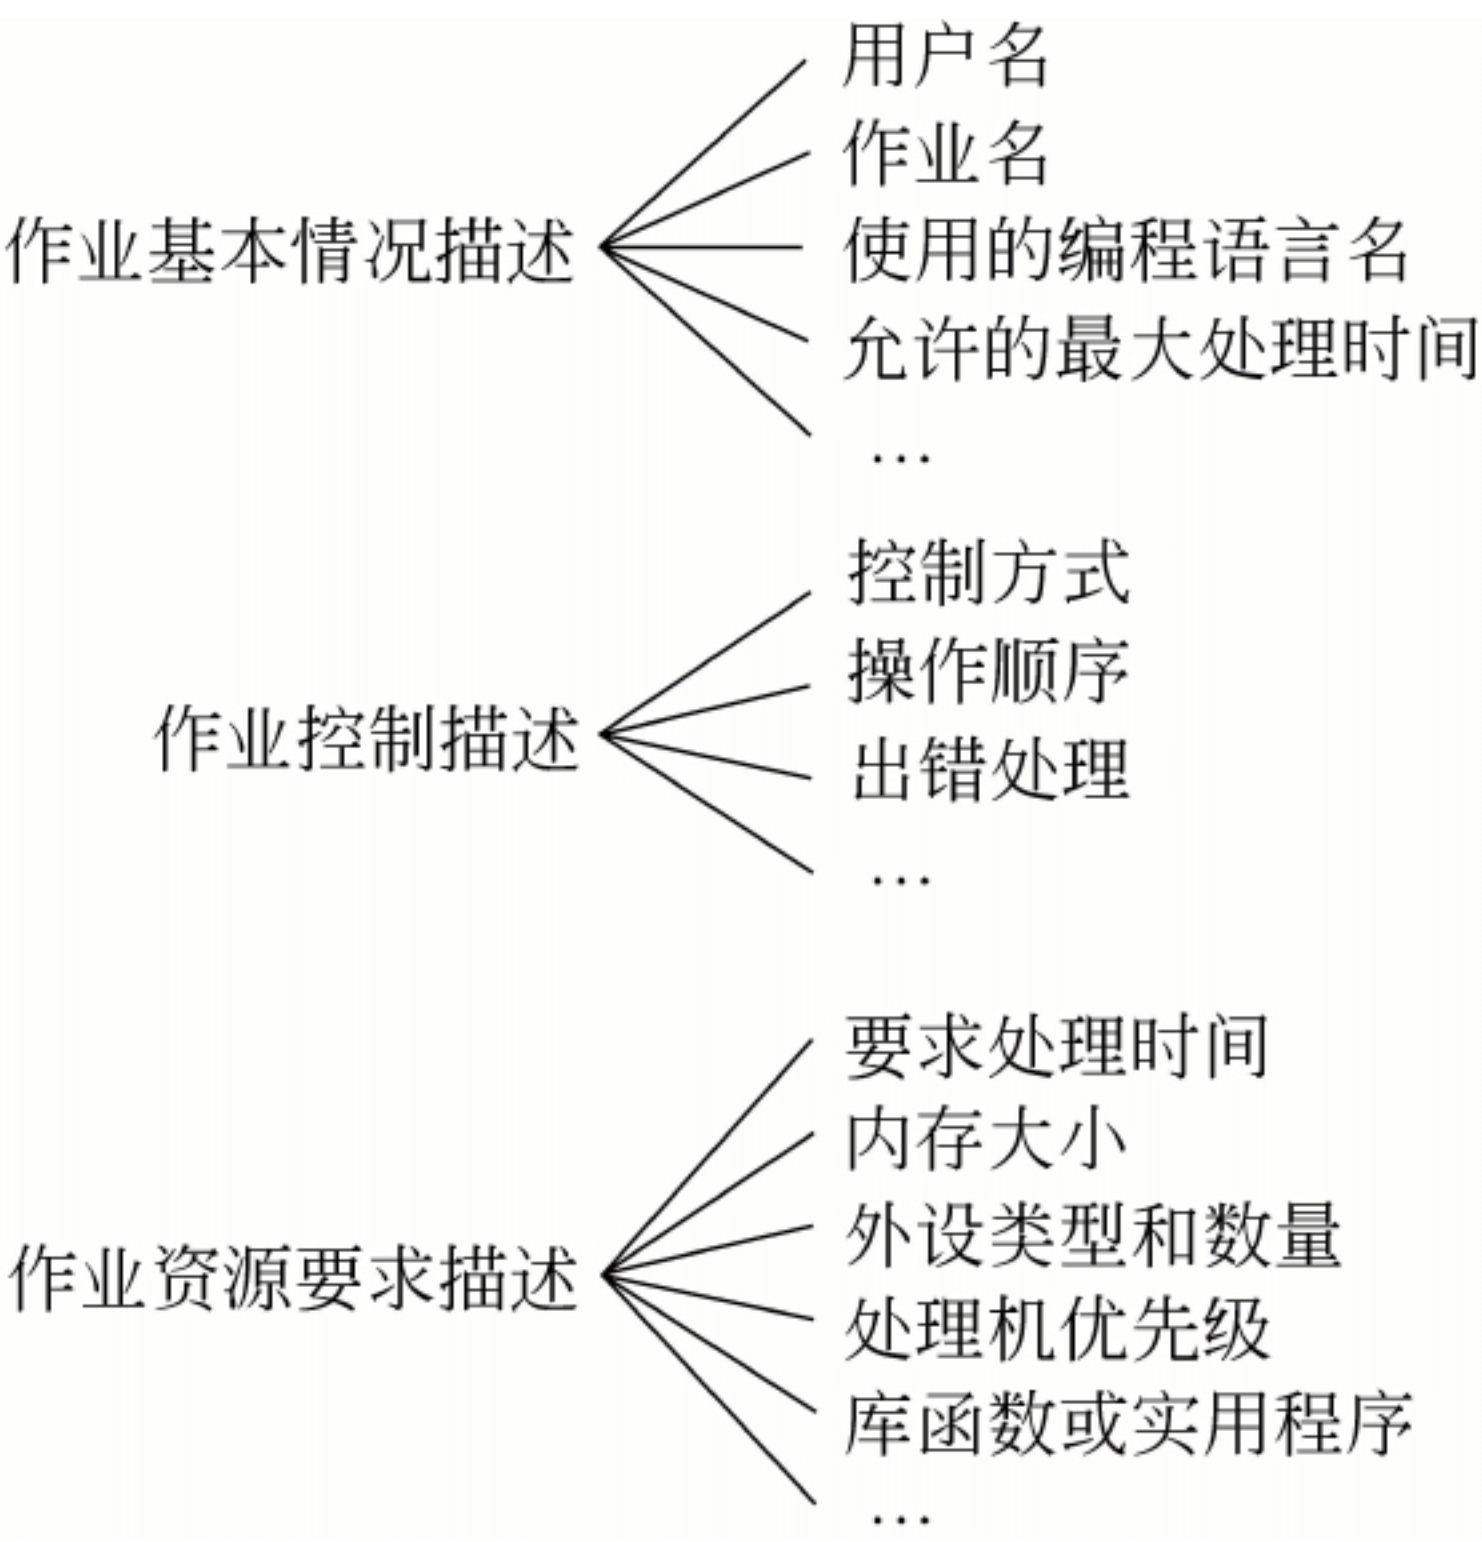 作业基本情况描述
用户名
作业名
使用的编程语言名
允许的最大处理时间
…
作业控制描述
控制方式
操作顺序
出错处理
…
作业资源要求描述
要求处理时间
内存大小
外设类型和数量
处理机优先级
库函数或实用程序
…